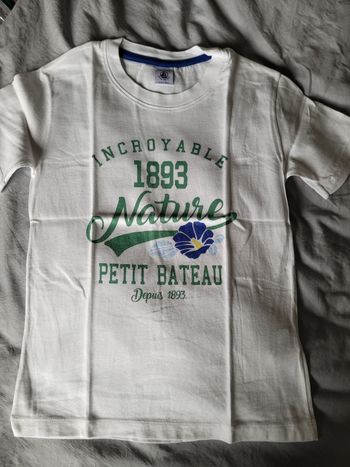 INCROYABLE
1893
Nature
PETIT BATEAU
Depuis 1893.